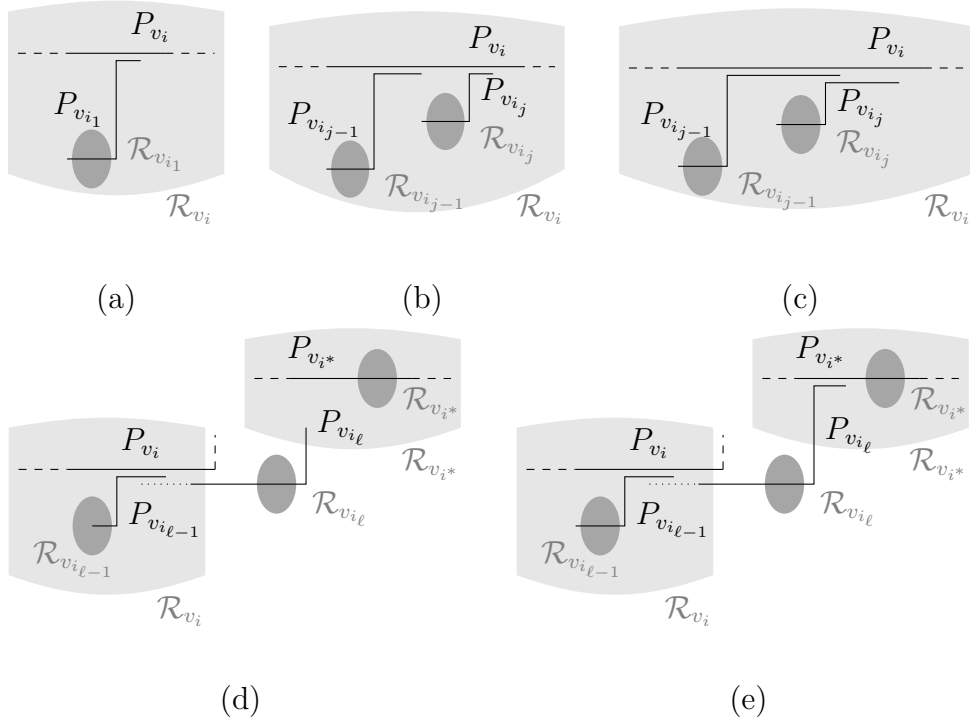 P_{v_i} P_{v_{i_1}} \mathcal{R}_{v_{i_1}} \mathcal{R}_{v_i}
P_{v_i} P_{v_{i_{j-1}}} P_{v_{i_j}} \mathcal{R}_{v_{i_j}} \mathcal{R}_{v_{i_{j-1}}} \mathcal{R}_{v_i}
P_{v_i} P_{v_{i_{j-1}}} P_{v_{i_j}} \mathcal{R}_{v_{i_j}} \mathcal{R}_{v_{i_{j-1}}} \mathcal{R}_{v_i}
(a) (b) (c)
P_{v_{i^*}} \mathcal{R}_{v_{i^*}} P_{v_{i_\ell}} \mathcal{R}_{v_{i^*}} P_{v_i} \mathcal{R}_{v_{i_\ell}} P_{v_{i_{\ell-1}}} \mathcal{R}_{v_{i_{\ell-1}}} \mathcal{R}_{v_i}
P_{v_{i^*}} \mathcal{R}_{v_{i^*}} P_{v_{i_\ell}} \mathcal{R}_{v_{i^*}} P_{v_i} \mathcal{R}_{v_{i_\ell}} P_{v_{i_{\ell-1}}} \mathcal{R}_{v_{i_{\ell-1}}} \mathcal{R}_{v_i}
(d) (e)